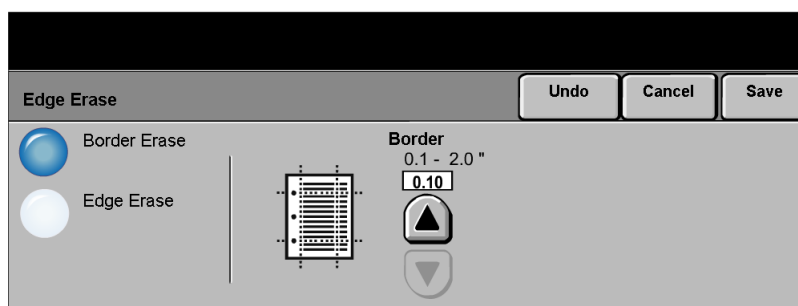 Edge Erase
Undo
Cancel
Save
Border Erase
Edge Erase
Border
0.1 - 2.0 "
0.10